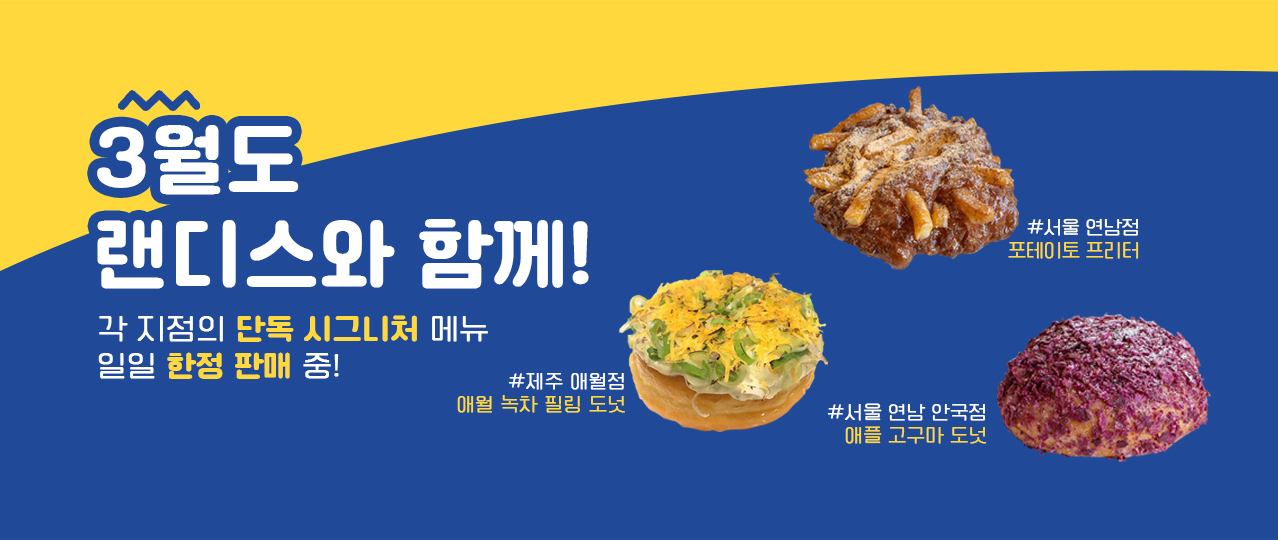 3월도
랜디스와 함께!
각 지점의 단독 시그니처 메뉴
일일 한정 판매 중!
#서울 연남점
포테이토 프리터
#제주 애월점
애월 녹차 필링 도넛
#서울 연남 안국점
애플 고구마 도넛